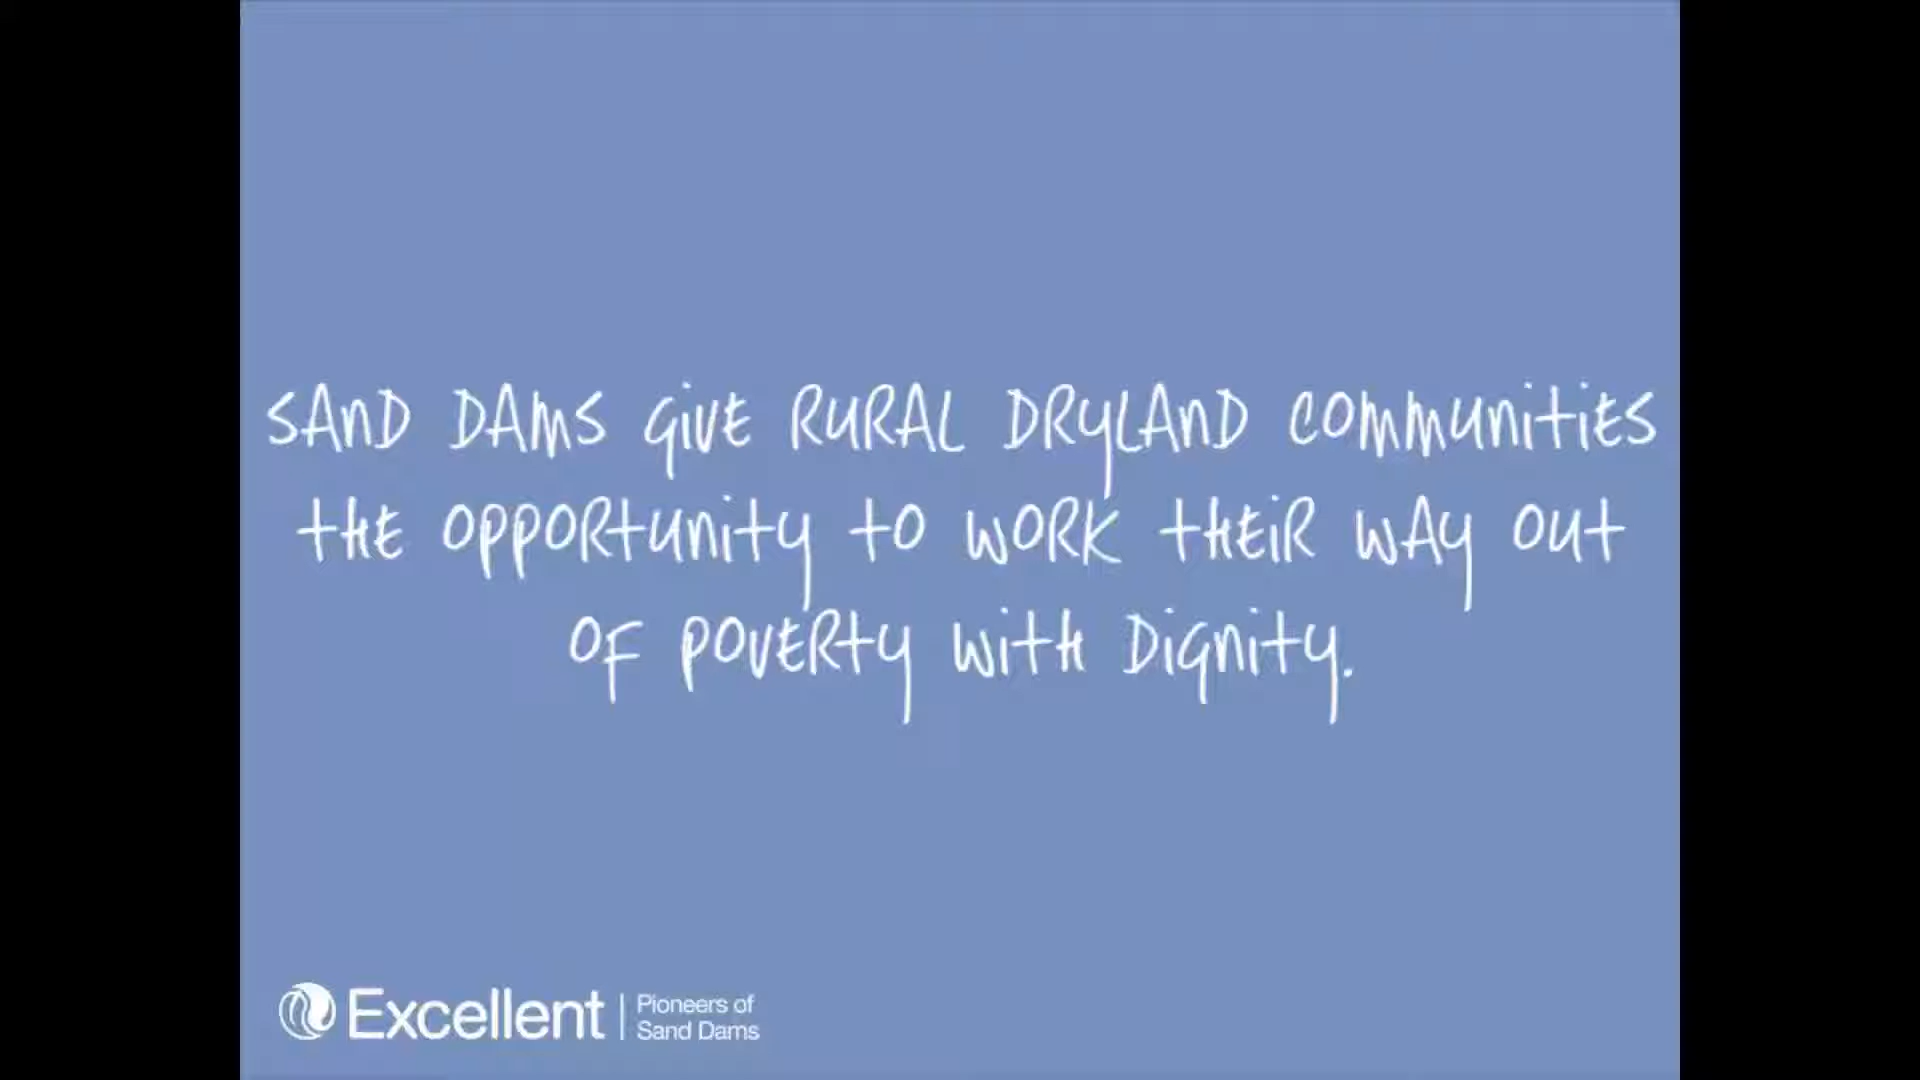 SAND DAMS GIVE RURAL DRYLAND COMMUNITIES
THE OPPORTUNITY TO WORK THEIR WAY OUT
OF POVERTY WITH DIGNITY.
Excellent
Pioneers of
Sand Dams